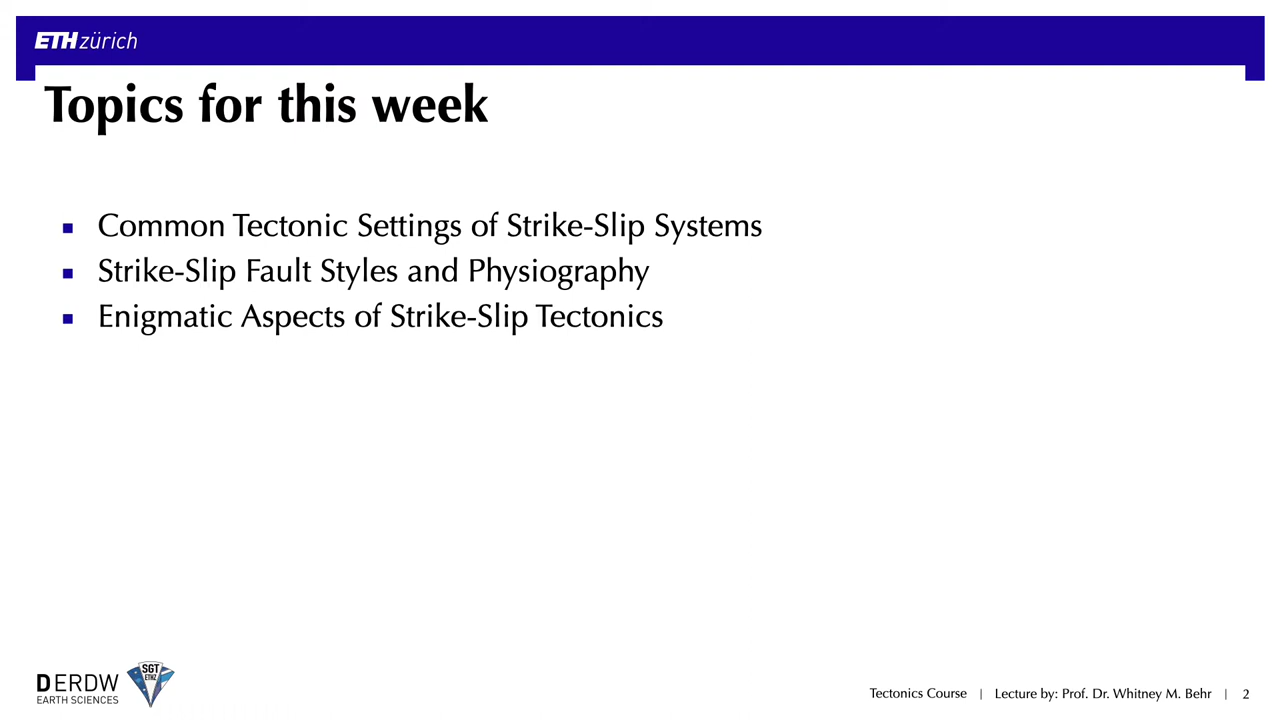 ETH zürich
Topics for this week
▪ Common Tectonic Settings of Strike-Slip Systems
▪ Strike-Slip Fault Styles and Physiography
▪ Enigmatic Aspects of Strike-Slip Tectonics
SGT
ETHZ
D ERDW
EARTH SCIENCES
Tectonics Course | Lecture by: Prof. Dr. Whitney M. Behr | 2